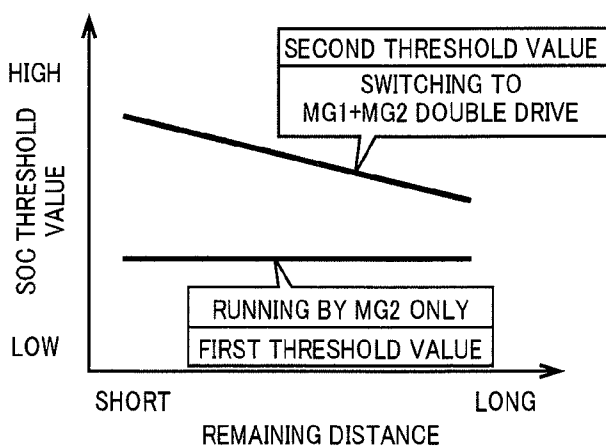 SECOND THRESHOLD VALUE
SWITCHING TO
MG1+MG2 DOUBLE DRIVE
HIGH
SOC THRESHOLD
VALUE
LOW
RUNNING BY MG2 ONLY
FIRST THRESHOLD VALUE
SHORT
LONG
REMAINING DISTANCE